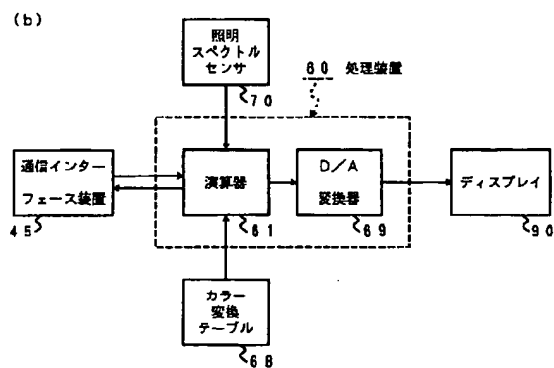 (b)
照明
スペクトル
センサ
70
60 処理装置
通信インター
フェース装置
45
演算器
61
D/A
変換器
69
ディスプレイ
90
カラー
変換
テーブル
68